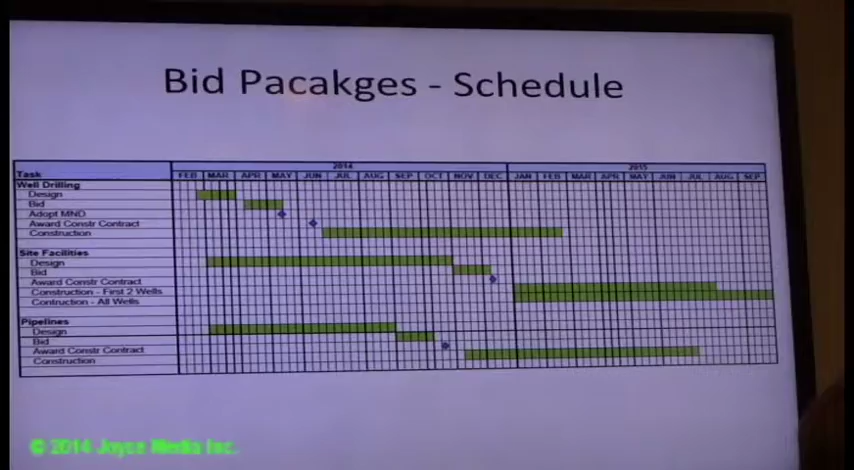 Bid Pacakges - Schedule
2014 2015
Task FEB MAR APR MAY JUN JUL AUG SEP OCT NOV DEC JAN FEB MAR APR MAY JUN JUL AUG SEP
Well Drilling
Design
Bid
Adopt MND
Award Constr Contract
Construction
Site Facilities
Design
Bid
Award Constr Contract
Construction - First 2 Wells
Contruction - All Wells
Pipelines
Design
Bid
Award Constr Contract
Construction
© 2014 Joyce Media Inc.